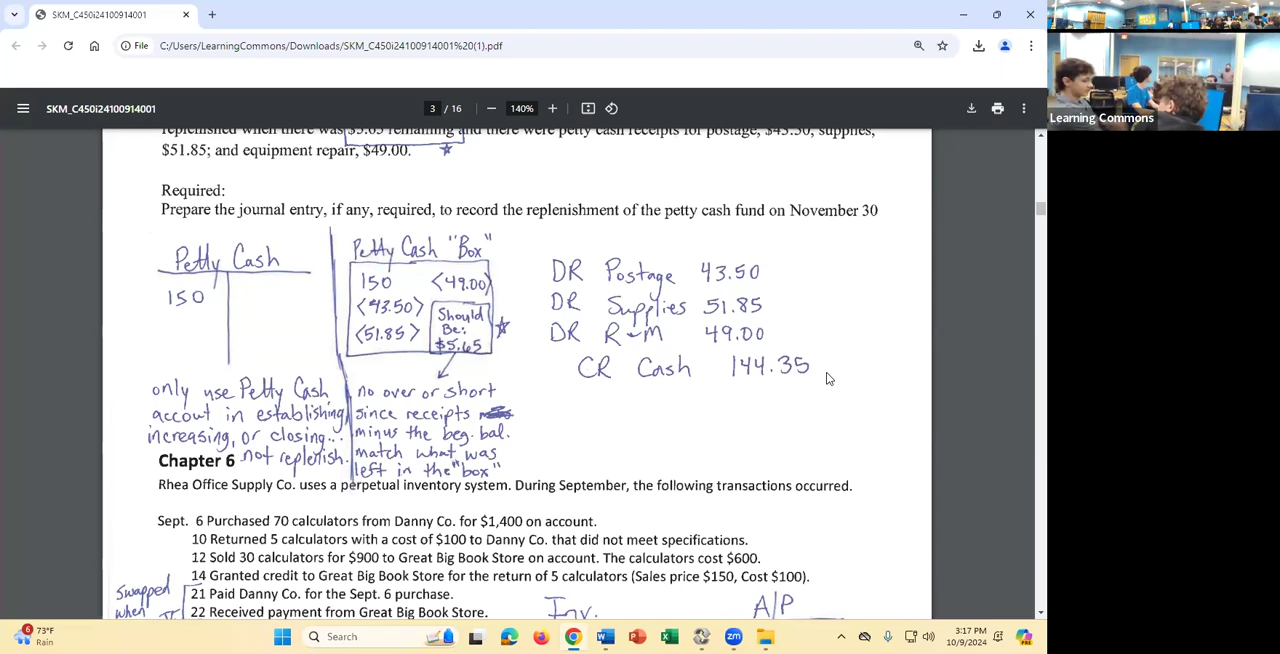 SKM_C450i24100914001
File
C:/Users/LearningCommons/Downloads/SKM_C450i24100914001%20(1).pdf
SKM_C450i24100914001
3 / 16
140%
Learning Commons
replenished when there was $5.65 remaining and there were petty cash receipts for postage, $43.50; supplies,
$51.85; and equipment repair, $49.00.
Required:
Prepare the journal entry, if any, required, to record the replenishment of the petty cash fund on November 30
Petty Cash
150
only use Petty Cash
accout in establishing,
increasing, or closing...
not replenish.
Petty Cash "Box"
150 <49.00>
<43.50>
<51.85>
Should
Be:
$5.65
no over or short
since receipts
minus the beg. bal.
match what was
left in the "box"
DR Postage 43.50
DR Supplies 51.85
DR R+M 49.00
CR Cash 144.35
Chapter 6
Rhea Office Supply Co. uses a perpetual inventory system. During September, the following transactions occurred.
Sept. 6 Purchased 70 calculators from Danny Co. for $1,400 on account.
10 Returned 5 calculators with a cost of $100 to Danny Co. that did not meet specifications.
12 Sold 30 calculators for $900 to Great Big Book Store on account. The calculators cost $600.
14 Granted credit to Great Big Book Store for the return of 5 calculators (Sales price $150, Cost $100).
21 Paid Danny Co. for the Sept. 6 purchase.
22 Received payment from Great Big Book Store.
Swapped
when
Inv.
A/P
6
73°F
Rain
Search
3:17 PM
10/9/2024